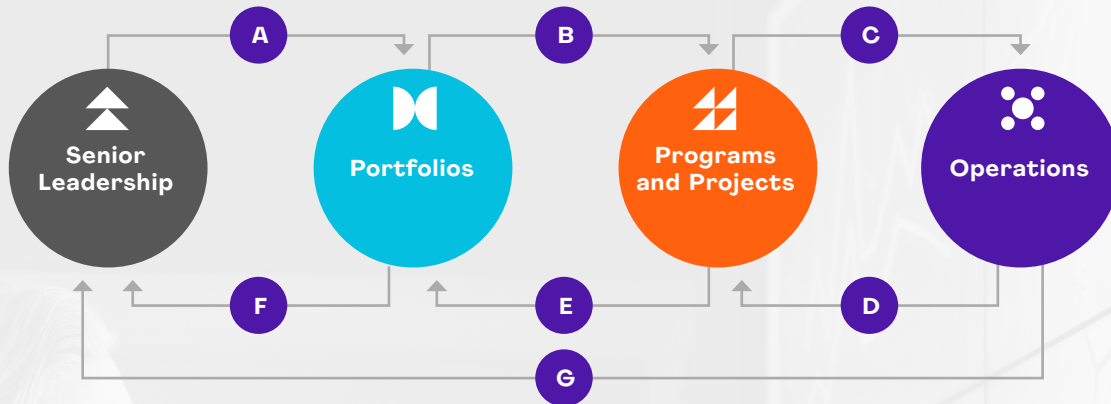 A
B
C
Senior
Leadership
Portfolios
Programs
and Projects
Operations
F
E
D
G